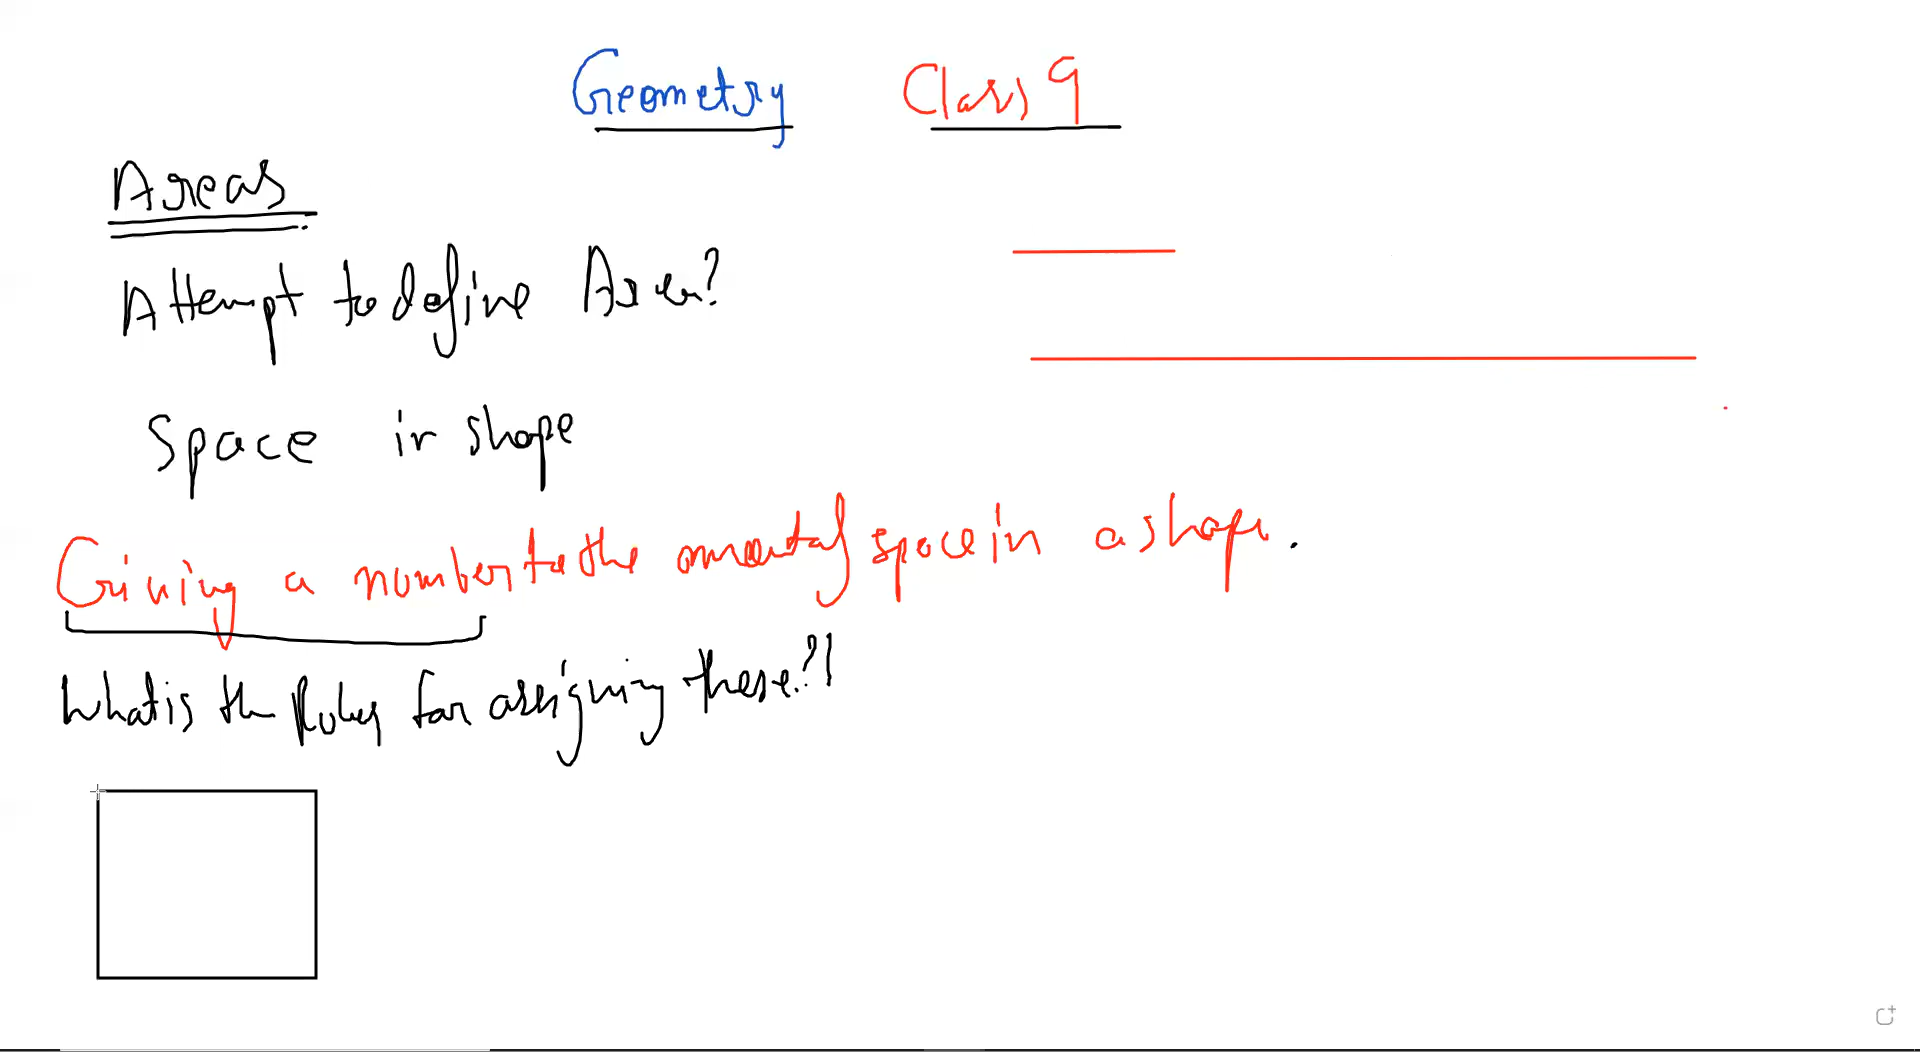 Geometry Class 9
Areas
Attempt to define Area?
Space in shape
Giving a number to the amount of space in a shape.
What is the Rules for assigning these?!